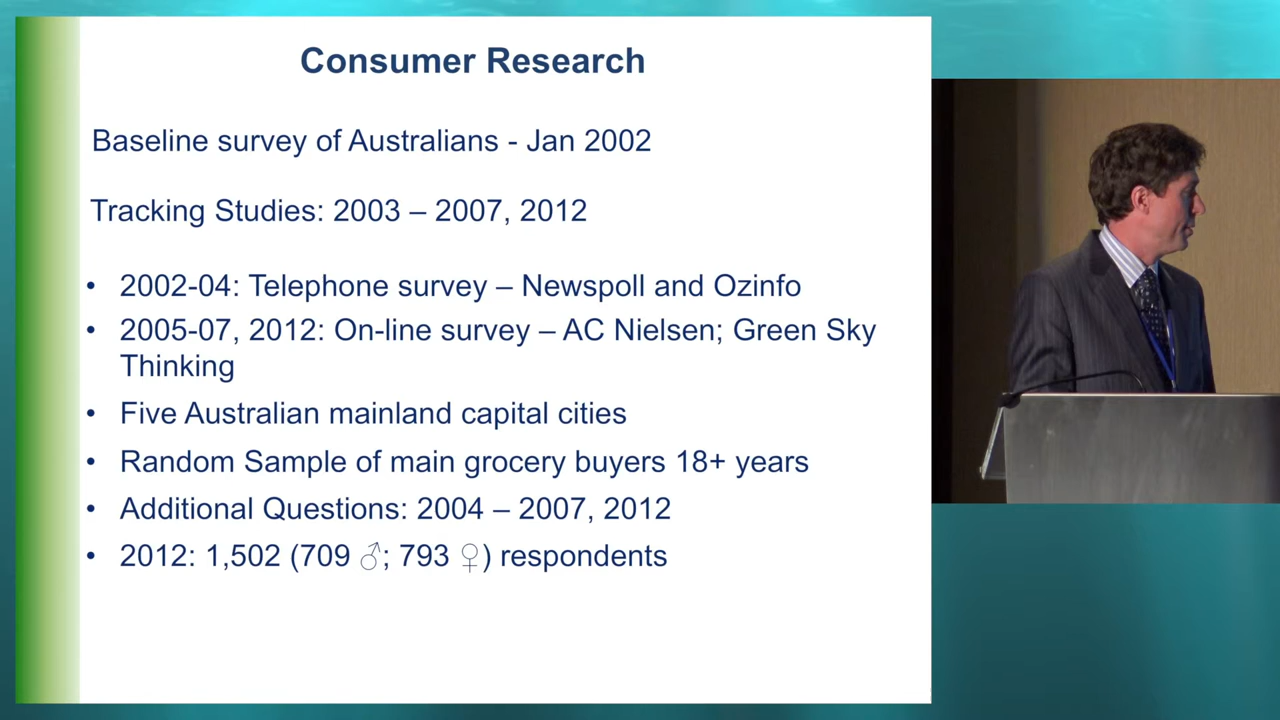 Consumer Research
Baseline survey of Australians - Jan 2002
Tracking Studies: 2003 – 2007, 2012
• 2002-04: Telephone survey – Newspoll and Ozinfo
• 2005-07, 2012: On-line survey – AC Nielsen; Green Sky
Thinking
• Five Australian mainland capital cities
• Random Sample of main grocery buyers 18+ years
• Additional Questions: 2004 – 2007, 2012
• 2012: 1,502 (709 ♂; 793 ♀) respondents